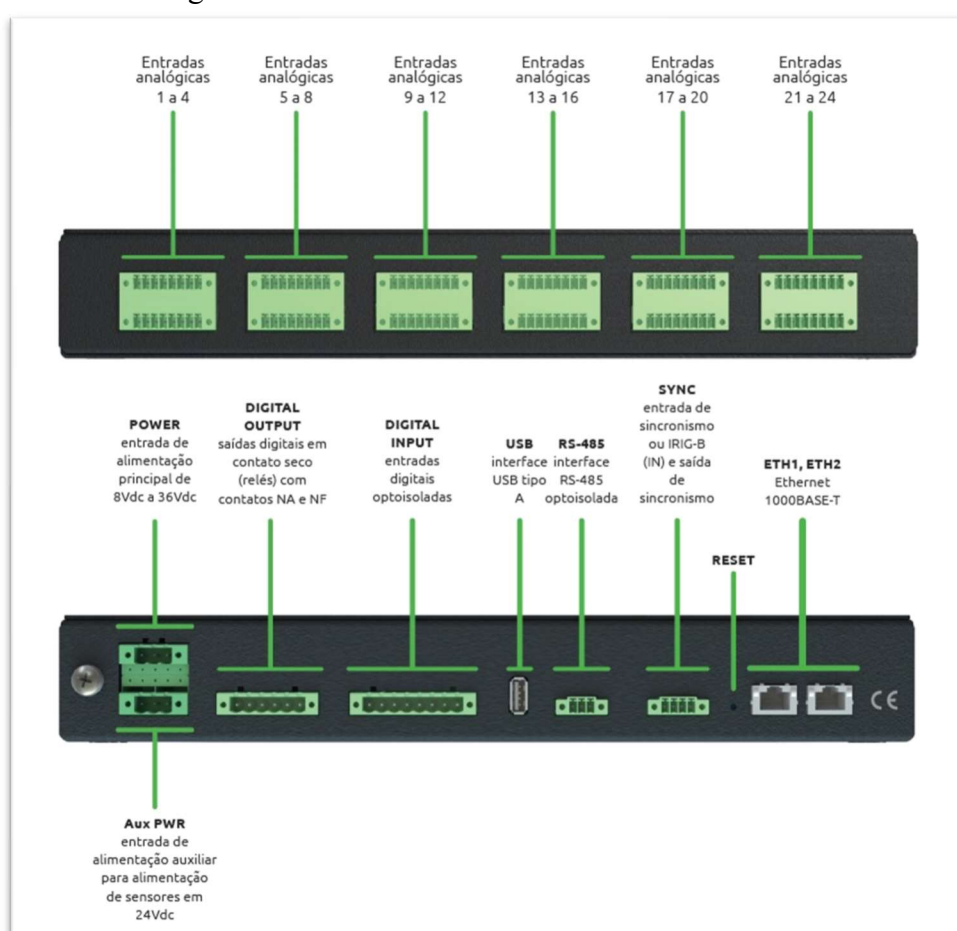 Entradas
analógicas
1 a 4
Entradas
analógicas
5 a 8
Entradas
analógicas
9 a 12
Entradas
analógicas
13 a 16
Entradas
analógicas
17 a 20
Entradas
analógicas
21 a 24
POWER
entrada de
alimentação
principal de
8Vdc a 36Vdc
DIGITAL
OUTPUT
saídas digitais em
contato seco
(relés) com
contatos NA e NF
DIGITAL
INPUT
entradas
digitais
optoisoladas
USB
interface
USB tipo
A
RS-485
interface
RS-485
optoisolada
SYNC
entrada de
sincronismo
ou IRIG-B
(IN) e saída
de
sincronismo
RESET
ETH1, ETH2
Ethernet
1000BASE-T
CE
Aux PWR
entrada de
alimentação auxiliar
para alimentação
de sensores em
24Vdc